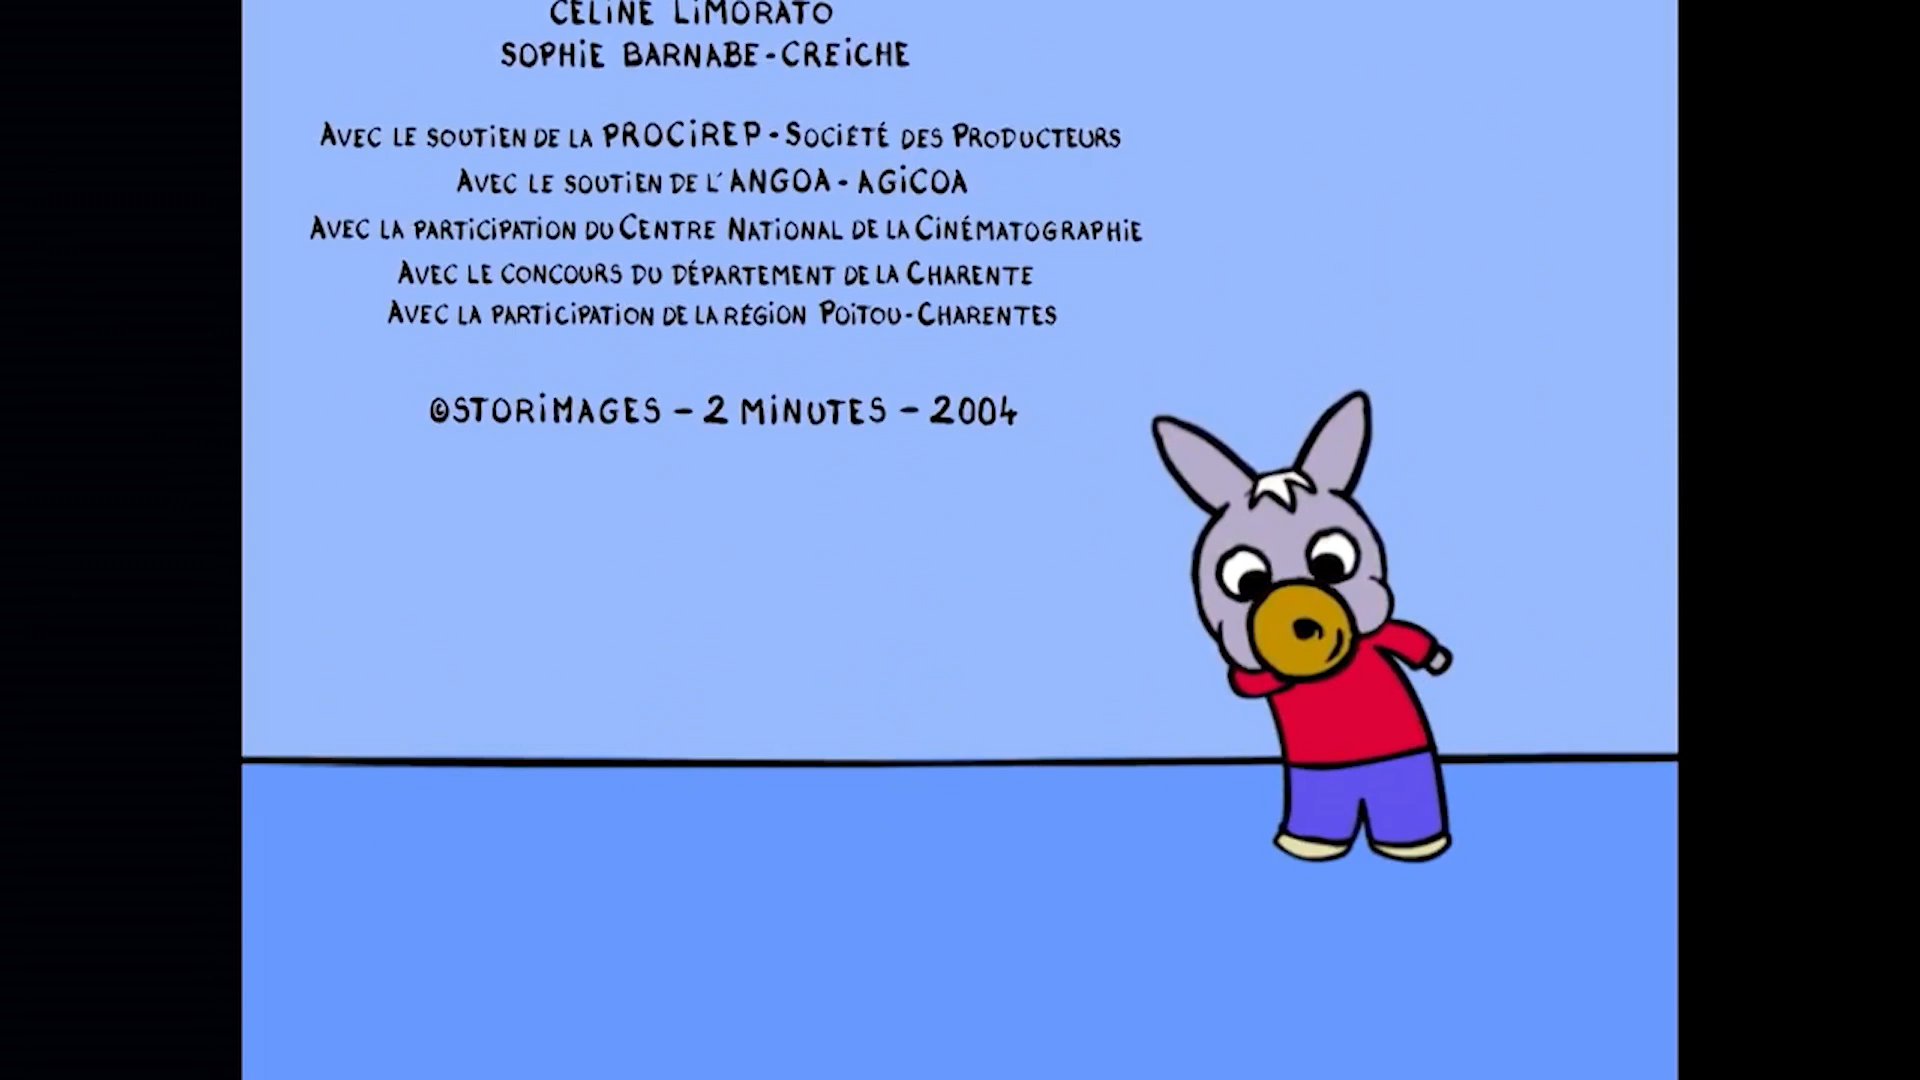 CÉLiNE LiMORATO
SOPHiE BARNABE-CREiCHE
AVEC LE SOUTiEN DE LA PROCiREP - SOCiÉTÉ DES PRODUCTEURS
AVEC LE SOUTiEN DE L'ANGOA - AGiCOA
AVEC LA PARTiCiPATiON DU CENTRE NATiONAL DE LA CiNÉMATOGRAPHiE
AVEC LE CONCOURS DU DÉPARTEMENT DE LA CHARENTE
AVEC LA PARTiCiPATiON DE LA RÉGiON POiTOU-CHARENTES
©STORiMAGES - 2 MiNUTES - 2004